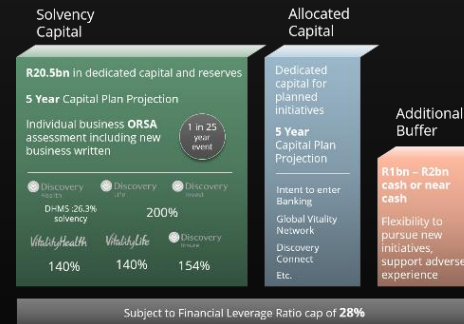 Solvency
Capital
R20.5bn in dedicated capital and reserves
5 Year Capital Plan Projection
Individual business ORSA
assessment including new
business written
1 in 25
year
event
Discovery
Discovery
Discovery
DHMS :26.3%
solvency
200%
VitalityHealth
VitalityLife
Discovery
140%
140%
154%
Allocated
Capital
Dedicated
capital for
planned
initiatives
5 Year
Capital Plan
Projection
Intent to enter
Banking
Global Vitality
Network
Discovery
Connect
Etc.
Additional
Buffer
R1bn – R2bn
cash or near
cash
Flexibility to
pursue new
initiatives,
support adverse
experience
Subject to Financial Leverage Ratio cap of 28%